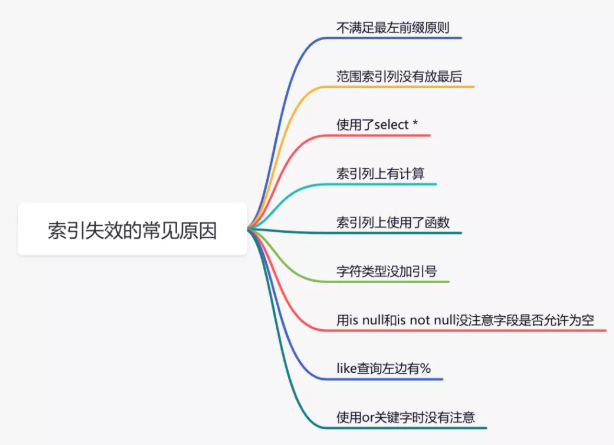 不满足最左前缀原则
范围索引列没有放最后
使用了select *
索引列上有计算
索引失效的常见原因
索引列上使用了函数
字符类型没加引号
用is null和is not null没注意字段是否允许为空
like查询左边有%
使用or关键字时没有注意